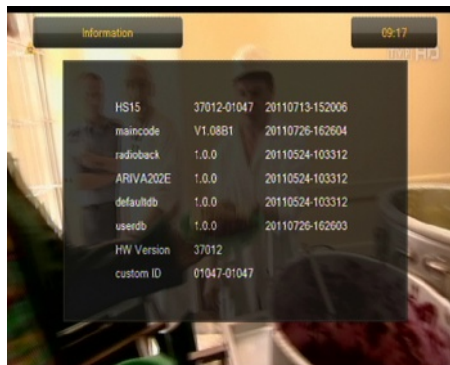 Information 09:17
HD
HS15 37012-01047 20110713-152006
maincode V1.08B1 20110726-162604
radioback 1.0.0 20110524-103312
ARIVA202E 1.0.0 20110524-103312
defaultdb 1.0.0 20110524-103312
userdb 1.0.0 20110726-162603
HW Version 37012
custom ID 01047-01047